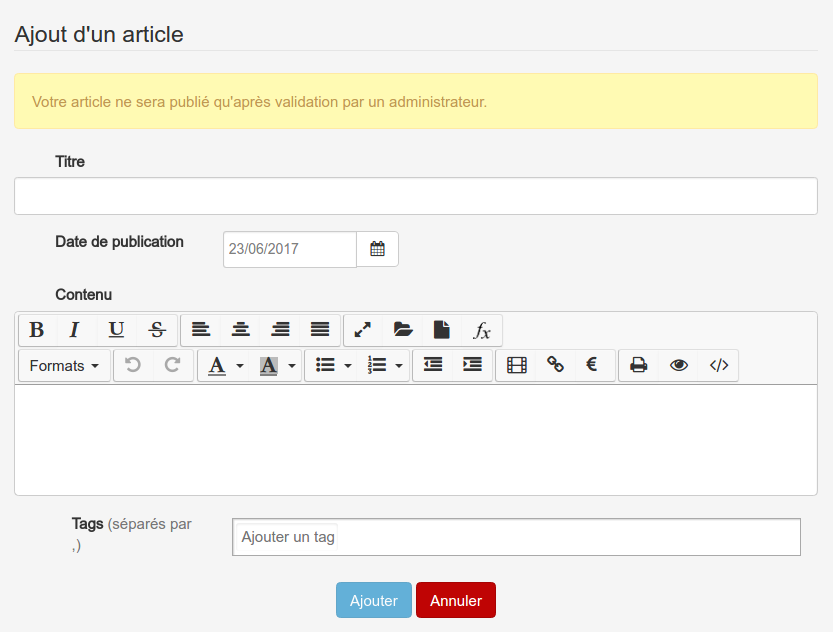 Ajout d'un article
Votre article ne sera publié qu'après validation par un administrateur.
Titre
Date de publication
23/06/2017
Contenu
B I U S fx
Formats A A €
Tags (séparés par
,)
Ajouter un tag
Ajouter Annuler